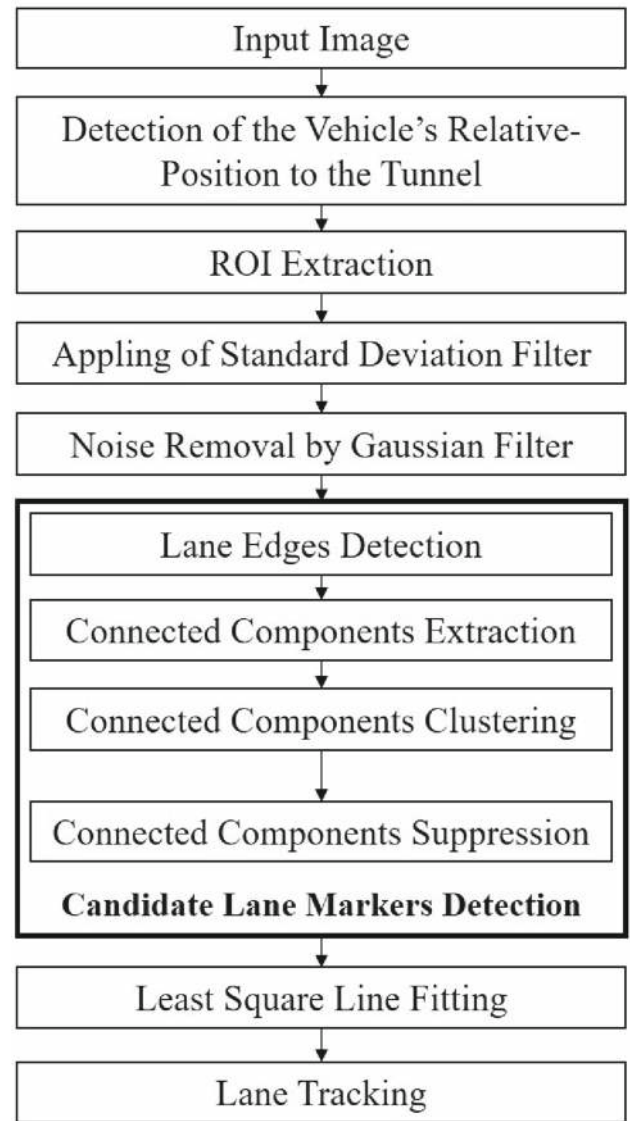 Input Image
Detection of the Vehicle's Relative-
Position to the Tunnel
ROI Extraction
Appling of Standard Deviation Filter
Noise Removal by Gaussian Filter
Lane Edges Detection
Connected Components Extraction
Connected Components Clustering
Connected Components Suppression
Candidate Lane Markers Detection
Least Square Line Fitting
Lane Tracking